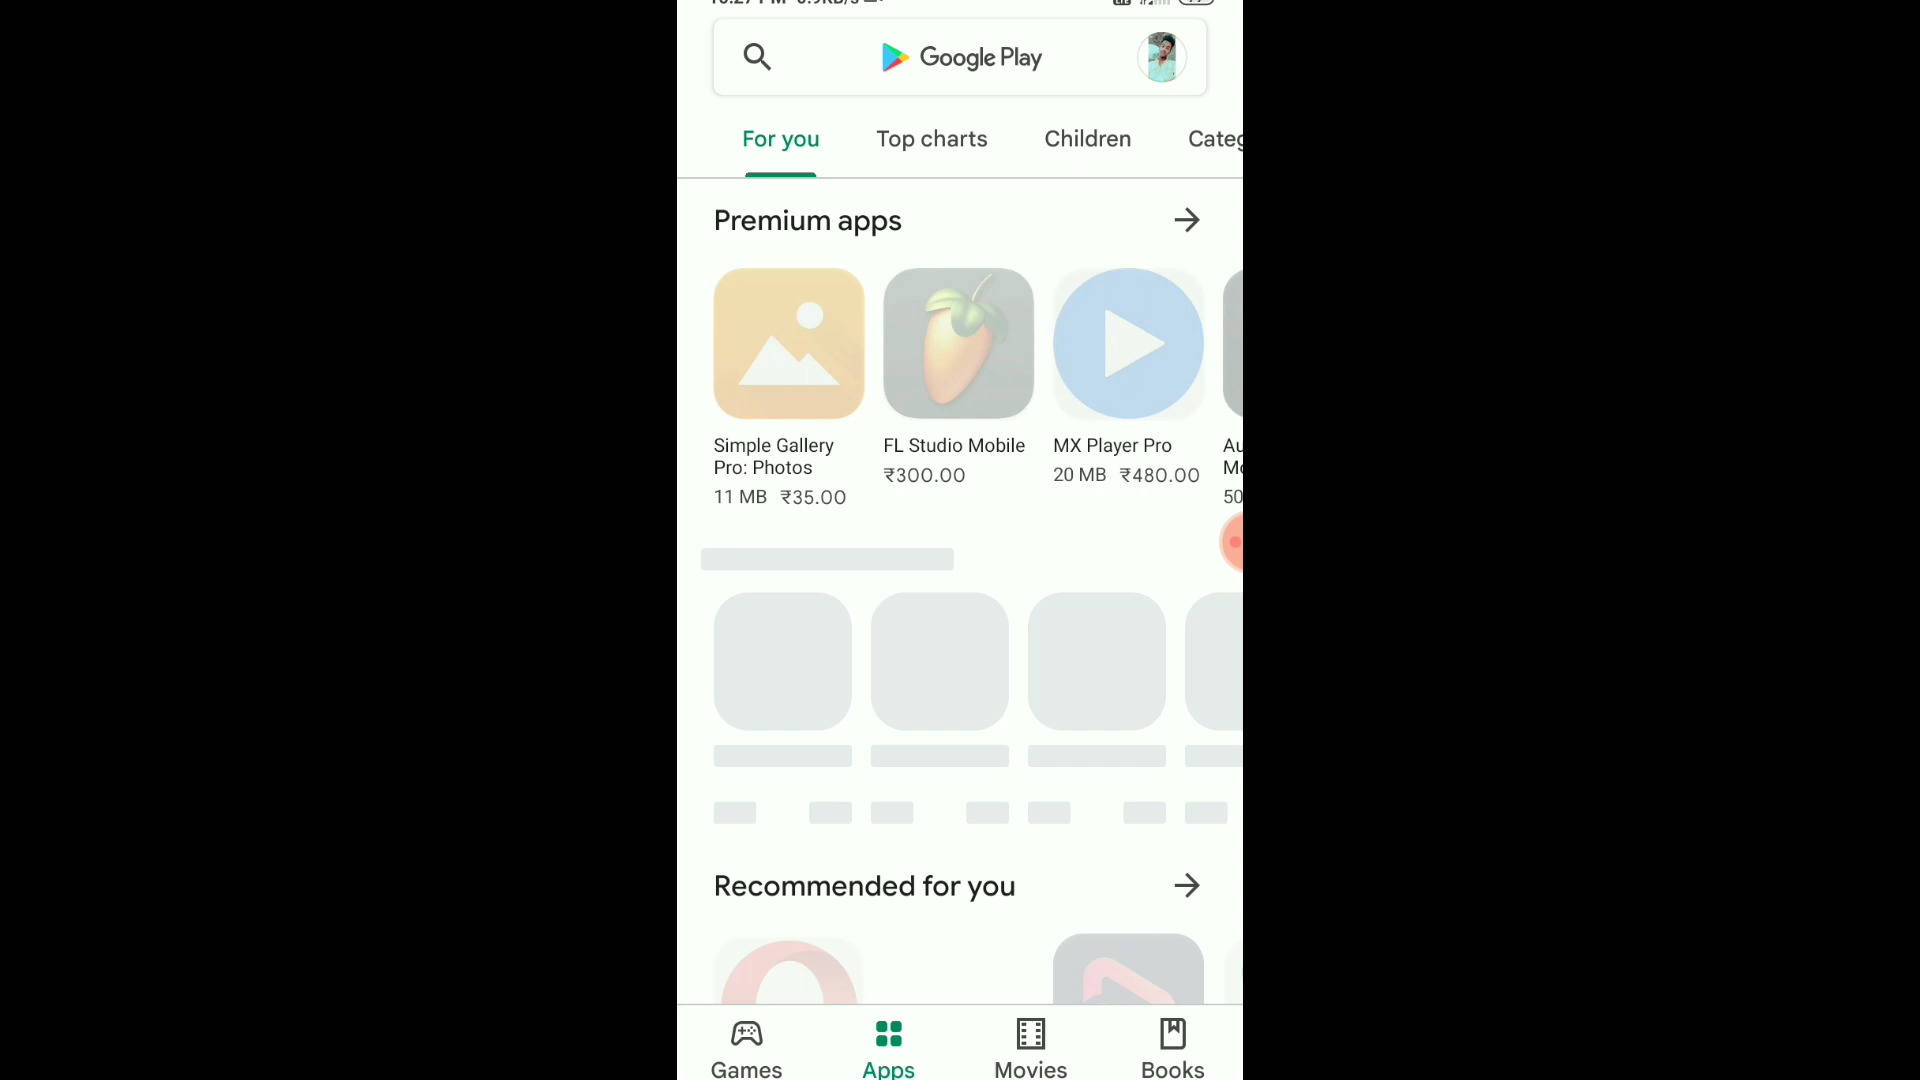 Google Play
For you Top charts Children Categ
Premium apps
Simple Gallery
Pro: Photos
11 MB ₹35.00
FL Studio Mobile
₹300.00
MX Player Pro
20 MB ₹480.00
Au
Mo
50
Recommended for you
Games Apps Movies Books